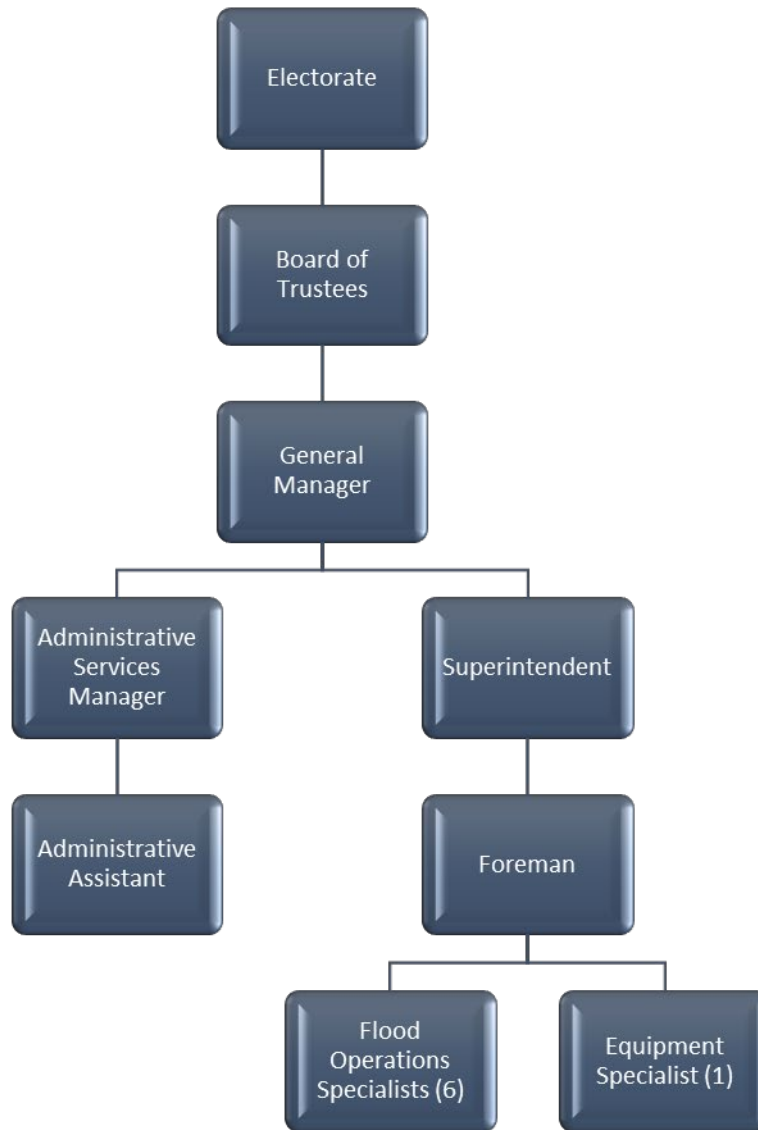 Electorate
Board of
Trustees
General
Manager
Administrative
Services
Manager
Superintendent
Administrative
Assistant
Foreman
Flood
Operations
Specialists (6)
Equipment
Specialist (1)